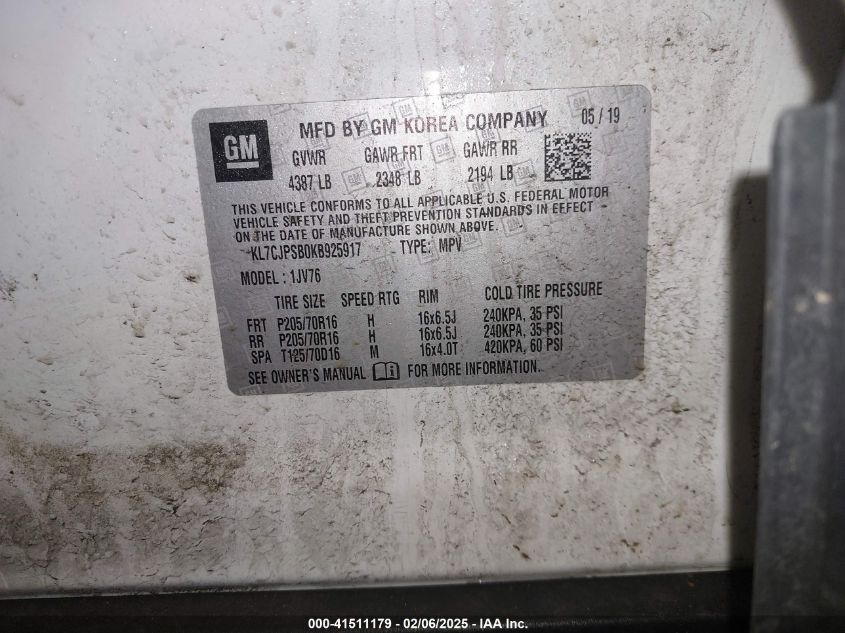 GM MFD BY GM KOREA COMPANY 05 / 19
GVWR GAWR FRT GAWR RR
4387 LB 2348 LB 2194 LB
THIS VEHICLE CONFORMS TO ALL APPLICABLE U.S. FEDERAL MOTOR
VEHICLE SAFETY AND THEFT PREVENTION STANDARDS IN EFFECT
ON THE DATE OF MANUFACTURE SHOWN ABOVE.
KL7CJPSB0KB925917 TYPE: MPV
MODEL : 1JV76
TIRE SIZE SPEED RTG RIM COLD TIRE PRESSURE
FRT P205/70R16 H 16x6.5J 240KPA, 35 PSI
RR P205/70R16 H 16x6.5J 240KPA, 35 PSI
SPA T125/70D16 M 16x4.0T 420KPA, 60 PSI
SEE OWNER'S MANUAL i FOR MORE INFORMATION.
000-41511179 | 02/06/2025 - IAA Inc.